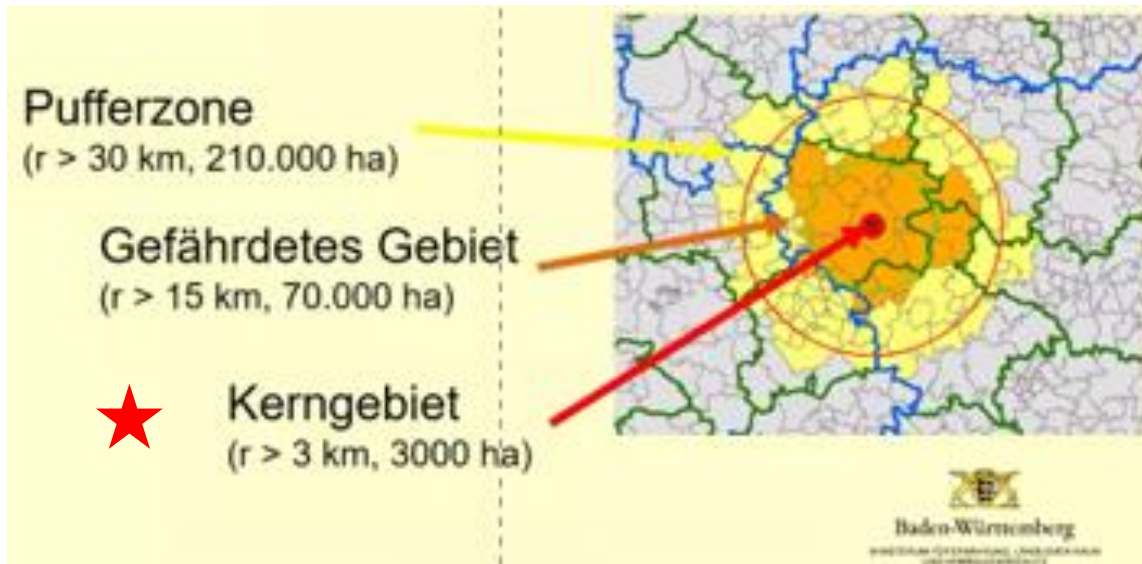 Pufferzone
(r > 30 km, 210.000 ha)
Gefährdetes Gebiet
(r > 15 km, 70.000 ha)
Kerngebiet
(r > 3 km, 3000 ha)
Baden-Württemberg